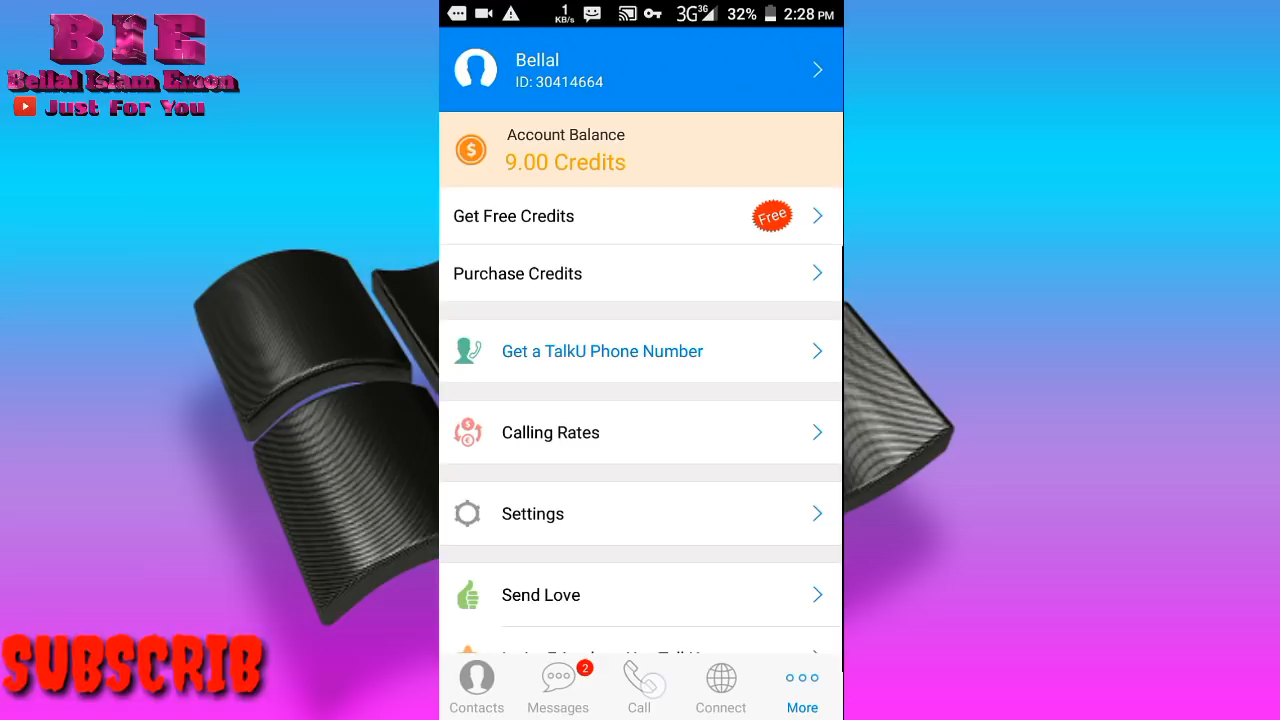 BIE
Bellal Islam Emon
Just For You
1 KB/s
3G 36 32% 2:28 PM
Bellal
ID: 30414664
Account Balance
9.00 Credits
Get Free Credits
Free
Purchase Credits
Get a TalkU Phone Number
Calling Rates
Settings
Send Love
2
Contacts
Messages
Call
Connect
More
SUBSCRIB